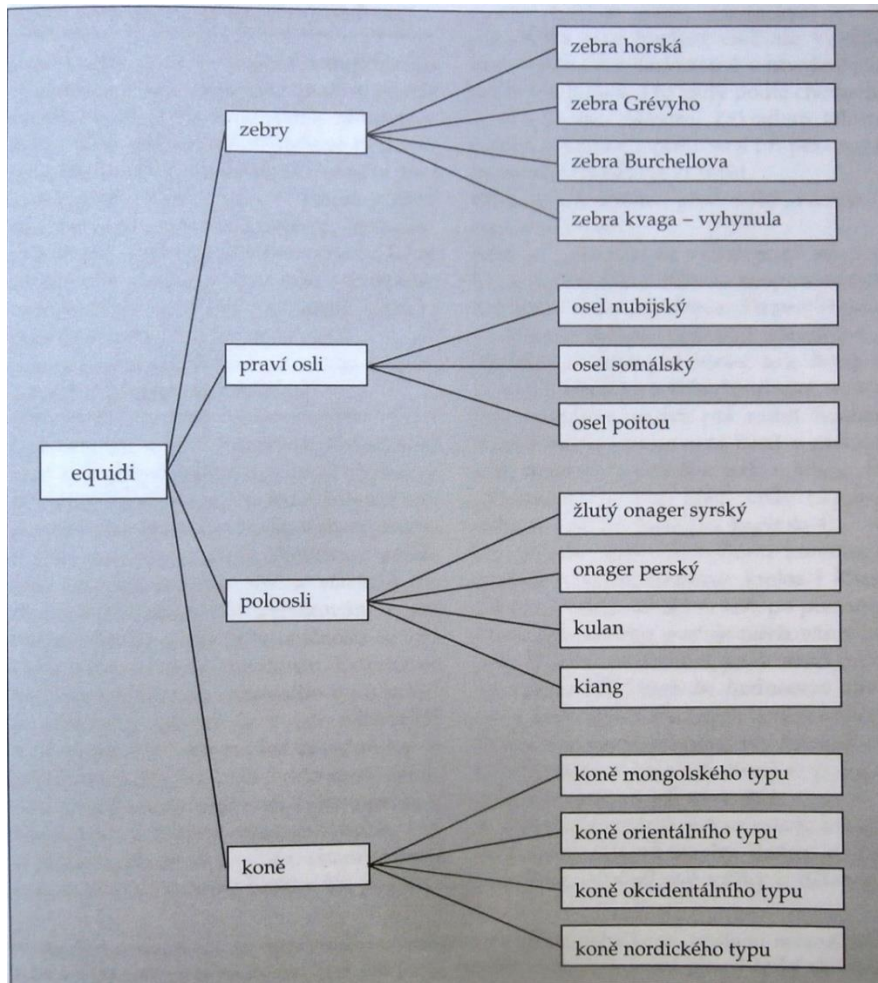 equidi
zebry
zebra horská
zebra Grévyho
zebra Burchellova
zebra kvaga – vyhynula
praví osli
osel nubijský
osel somálský
osel poitou
poloosli
žlutý onager syrský
onager perský
kulan
kiang
koně
koně mongolského typu
koně orientálního typu
koně okcidentálního typu
koně nordického typu